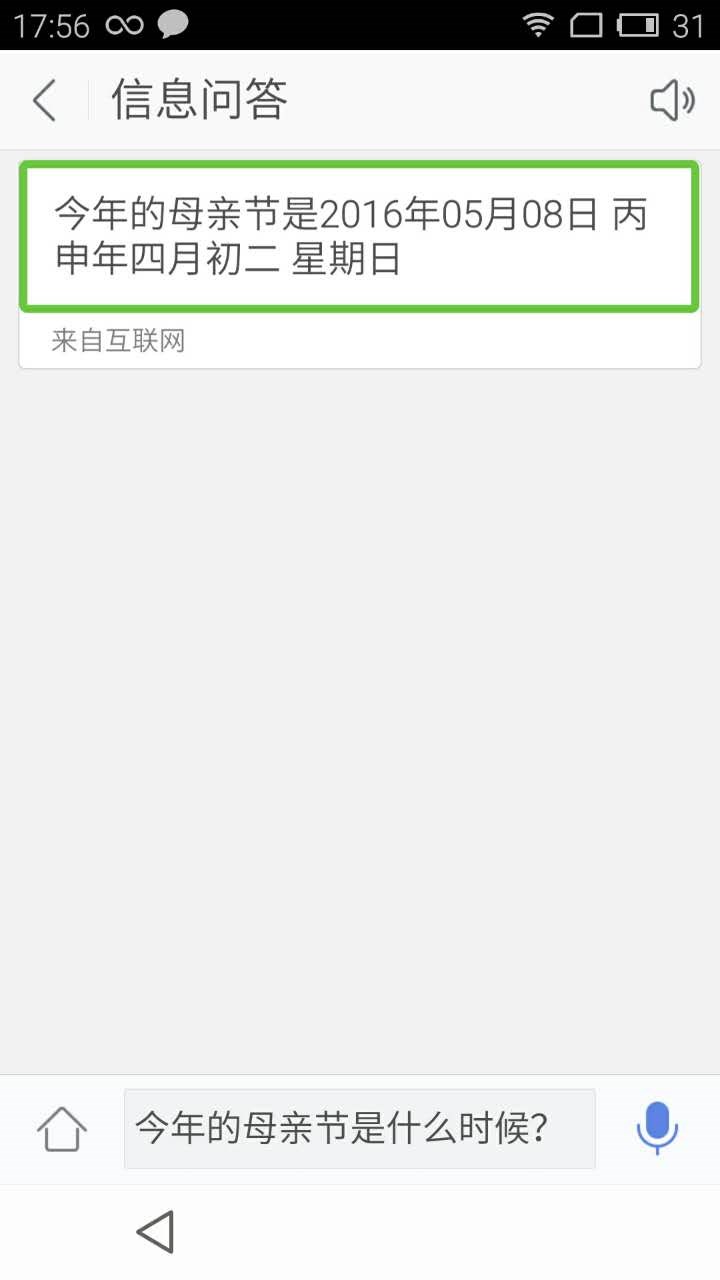 17:56
31
信息问答
今年的母亲节是2016年05月08日 丙
申年四月初二 星期日
来自互联网
今年的母亲节是什么时候?